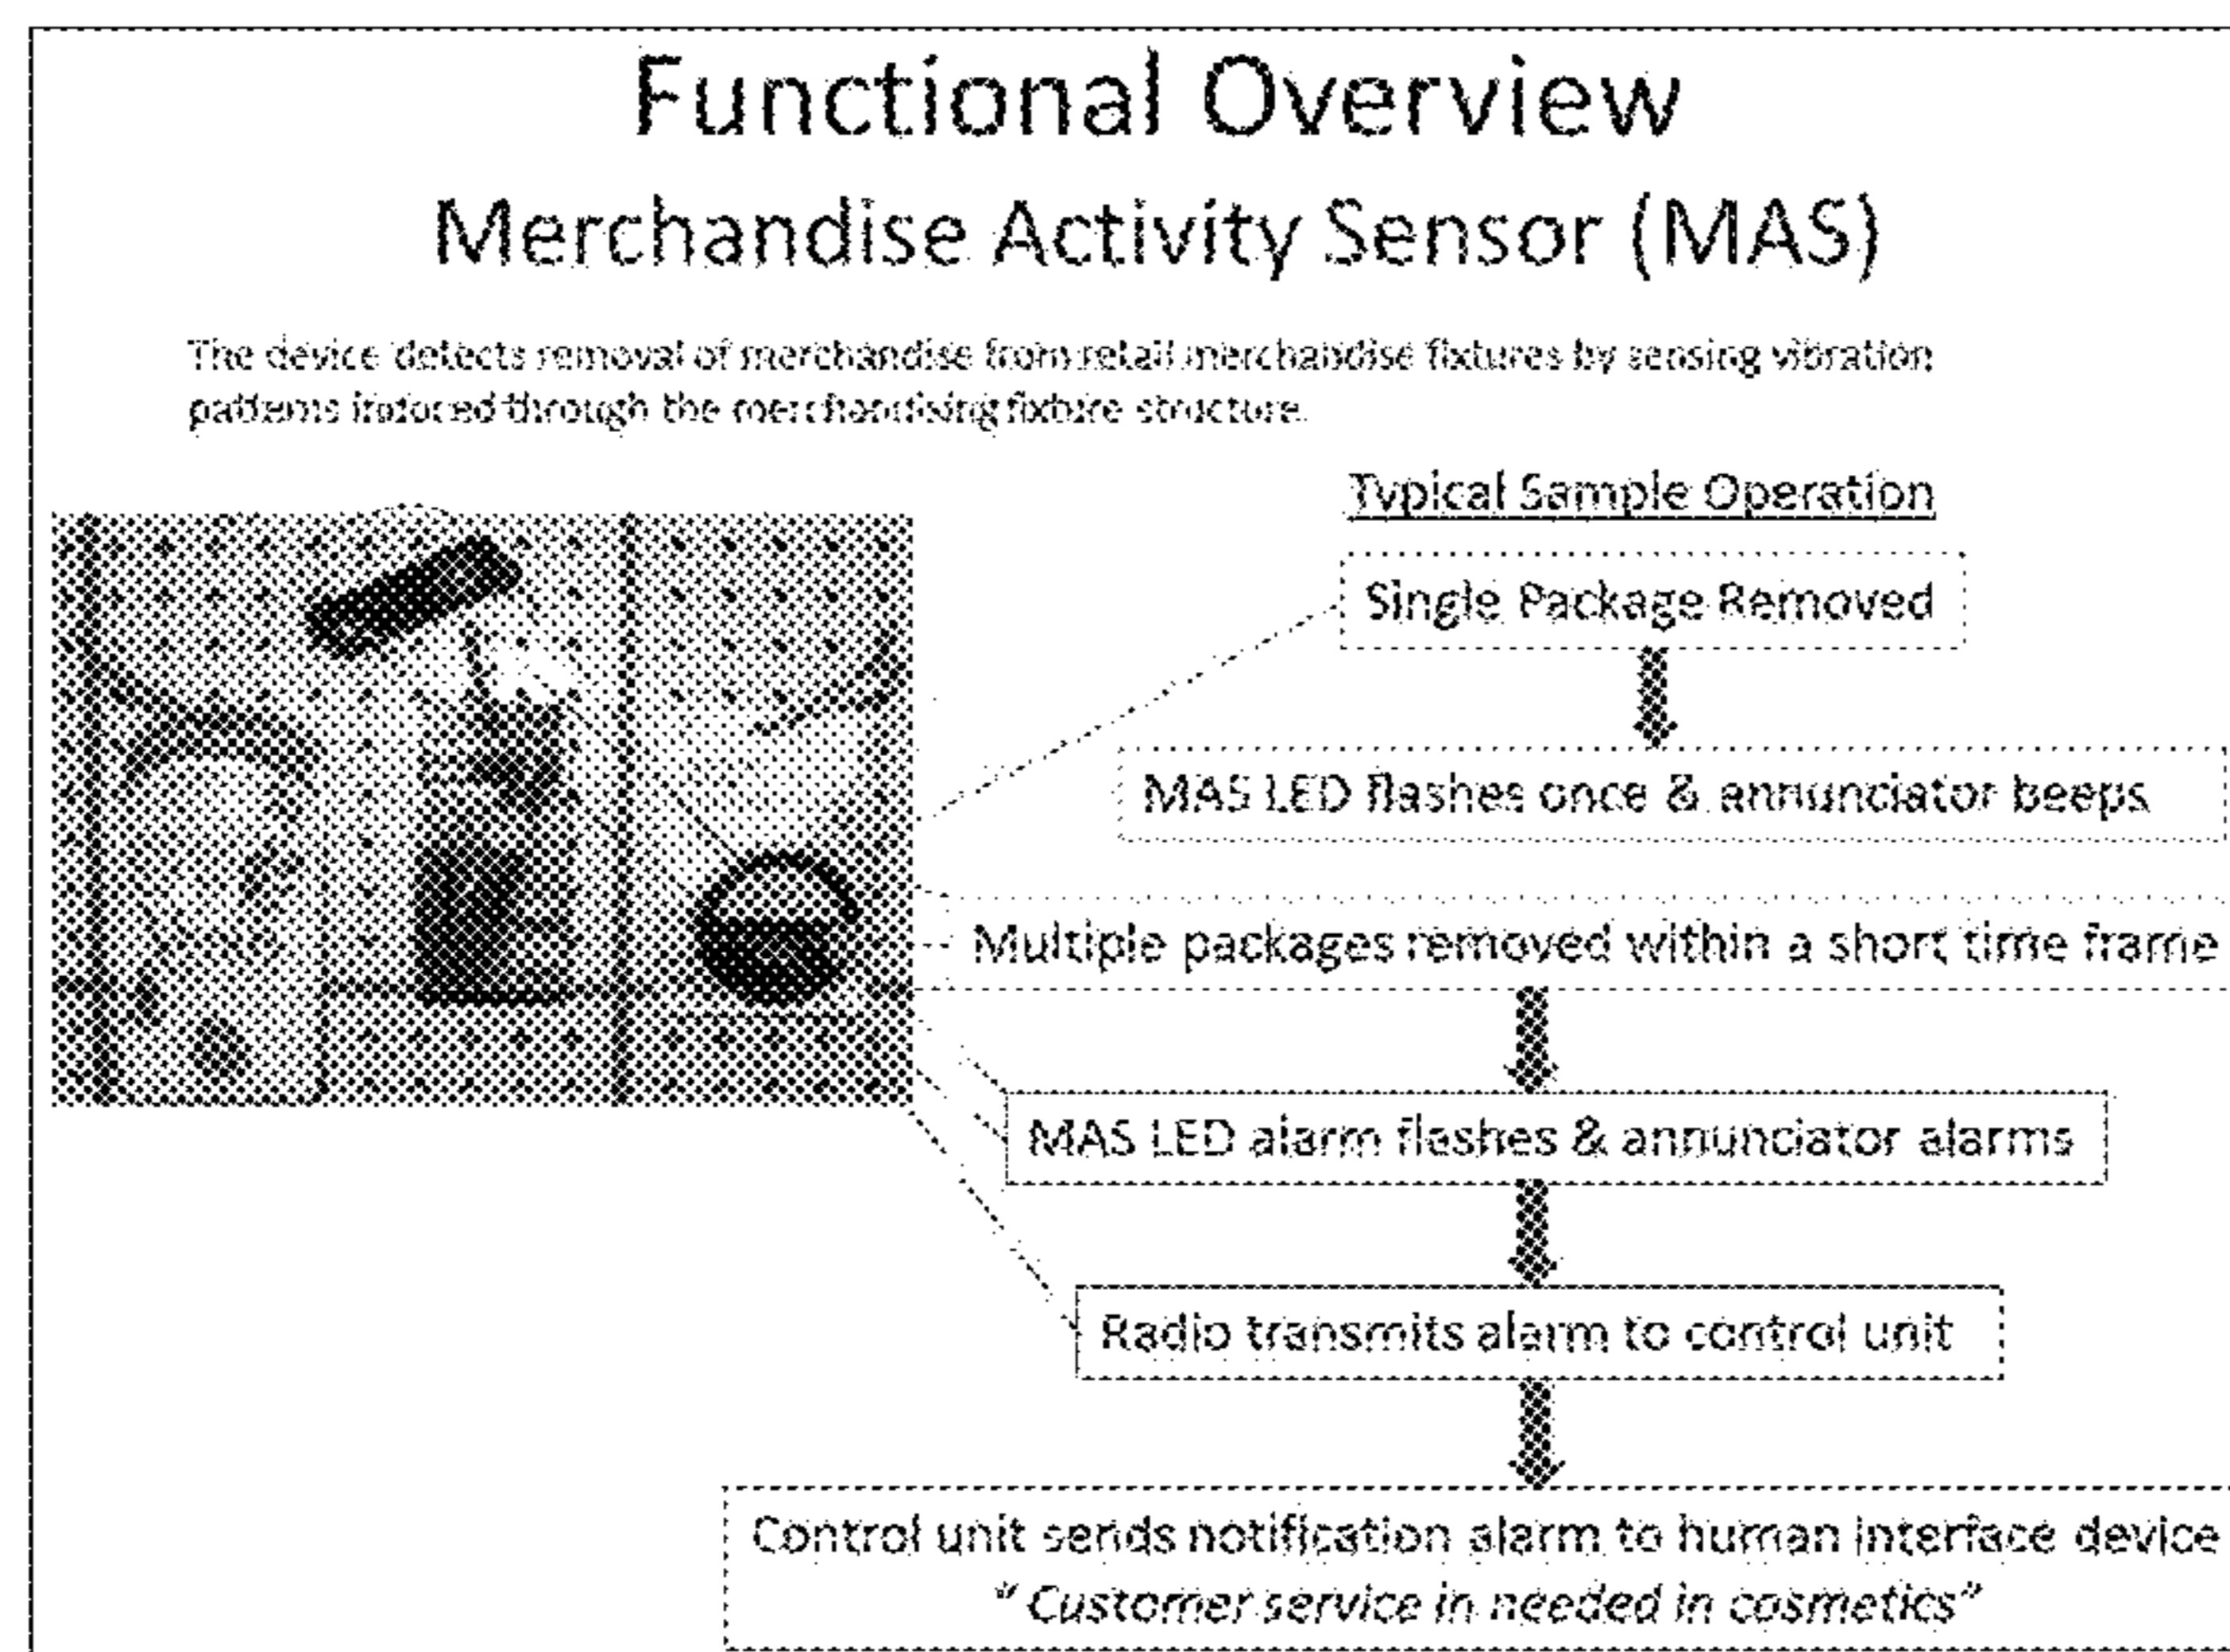 Functional Overview
Merchandise Activity Sensor (MAS)
The device detects removal of merchandise from retail merchandise fixtures by sensing vibration
patterns induced through the merchandising fixture structure.
Typical Sample Operation
Single Package Removed
MAS LED flashes once & annunciator beeps
Multiple packages removed within a short time frame
MAS LED alarm flashes & annunciator alarms
Radio transmits alarm to control unit
Control unit sends notification alarm to human interface device
" Customer service in needed in cosmetics"